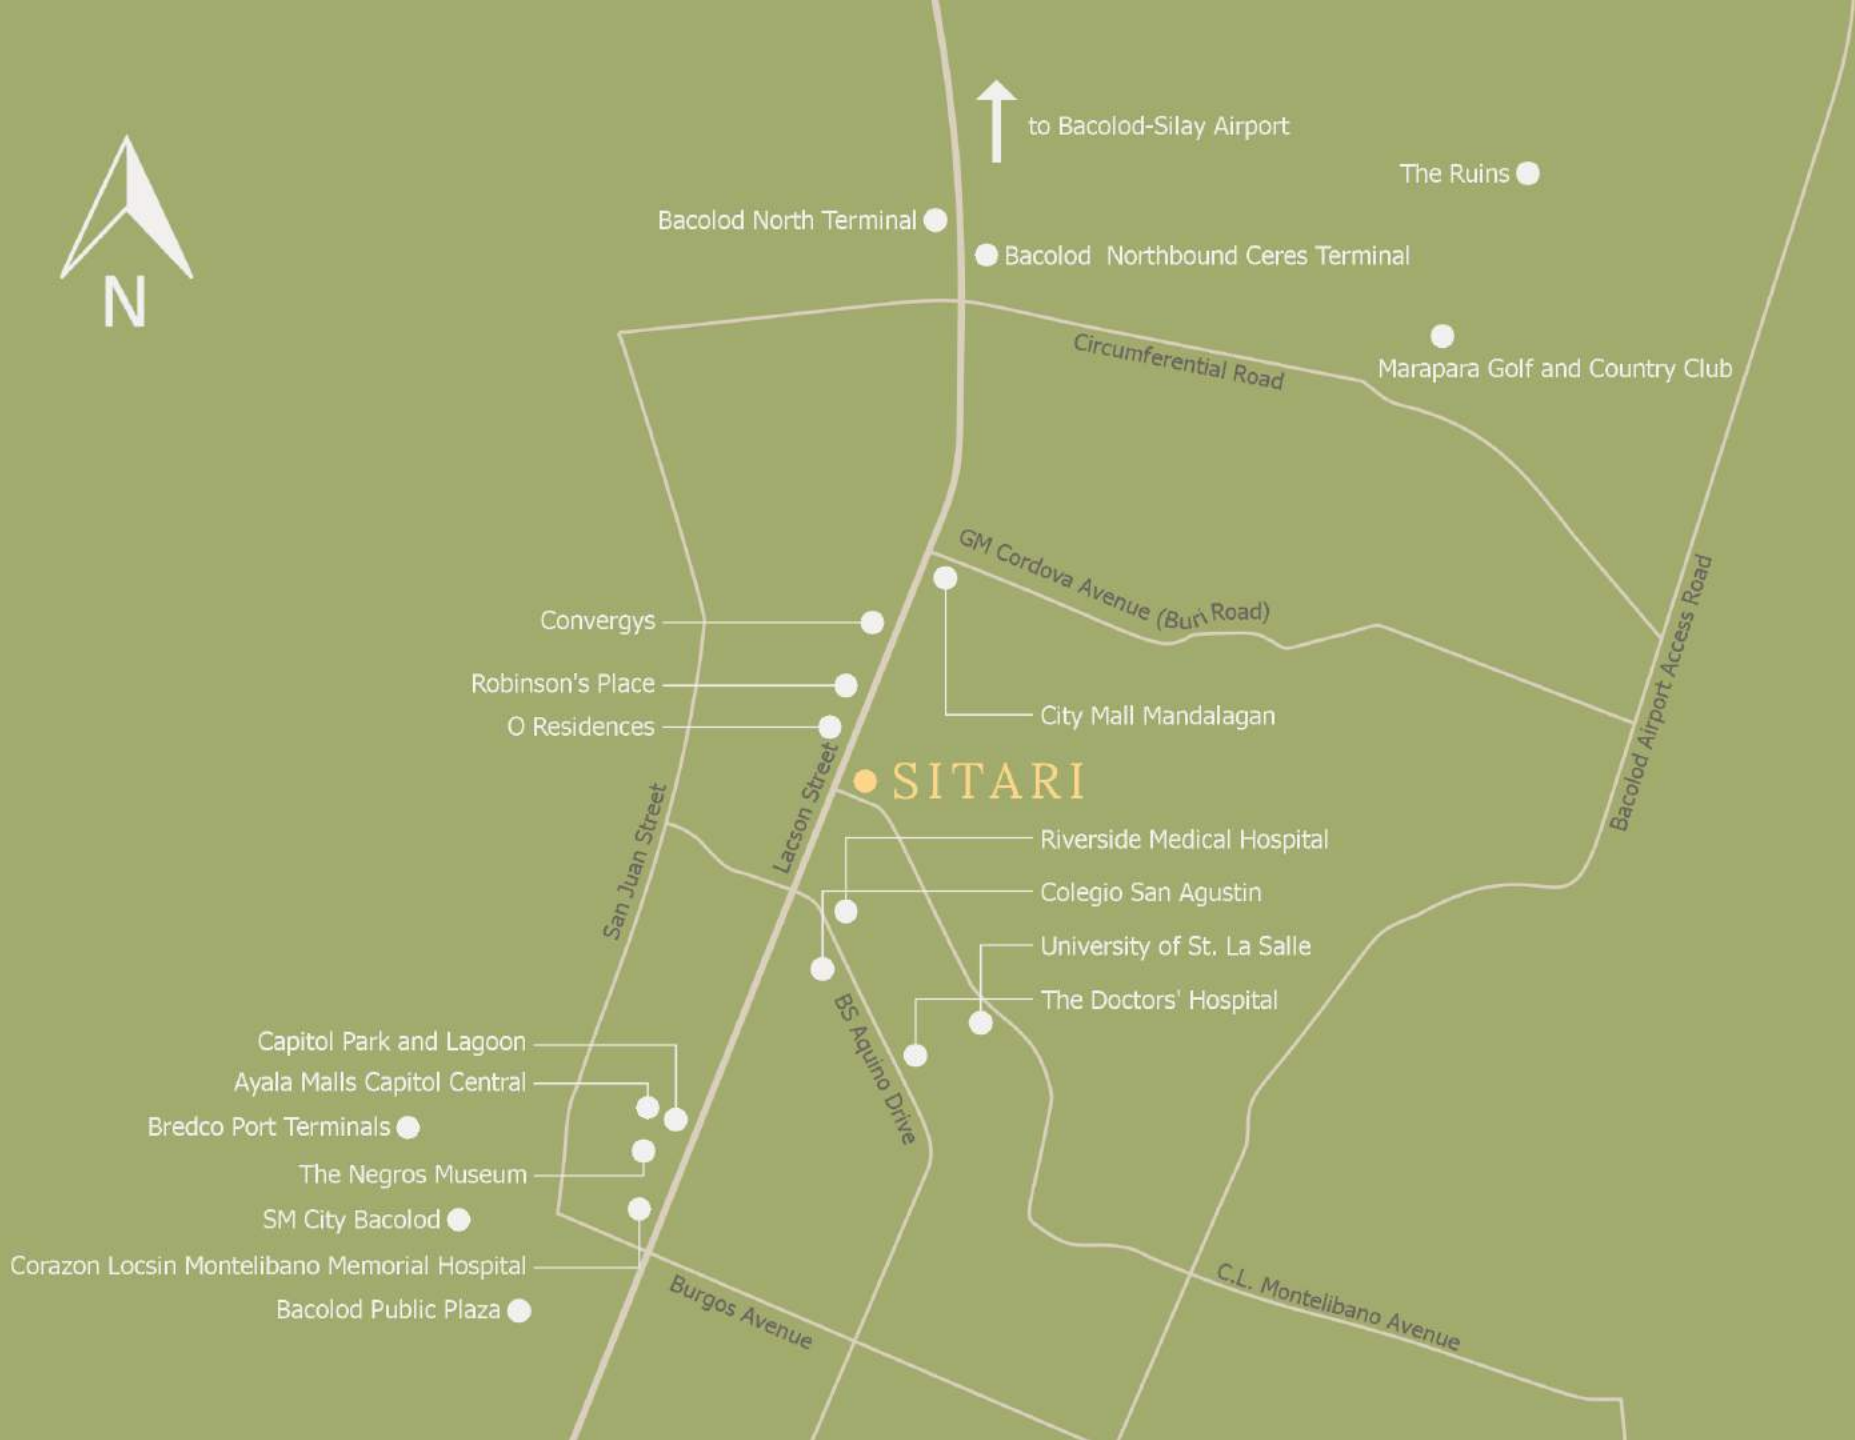 to Bacolod-Silay Airport
The Ruins
Bacolod North Terminal
Bacolod Northbound Ceres Terminal
N
Circumferential Road
Marapara Golf and Country Club
GM Cordova Avenue (Buri Road)
Convergys
Robinson's Place
O Residences
City Mall Mandalagan
Bacolod Airport Access Road
SITARI
Lacson Street
San Juan Street
Riverside Medical Hospital
Colegio San Agustin
University of St. La Salle
The Doctors' Hospital
BS Aquino Drive
Capitol Park and Lagoon
Ayala Malls Capitol Central
Bredco Port Terminals
The Negros Museum
SM City Bacolod
Corazon Locsin Montelibano Memorial Hospital
Bacolod Public Plaza
Burgos Avenue
C.L. Montelibano Avenue